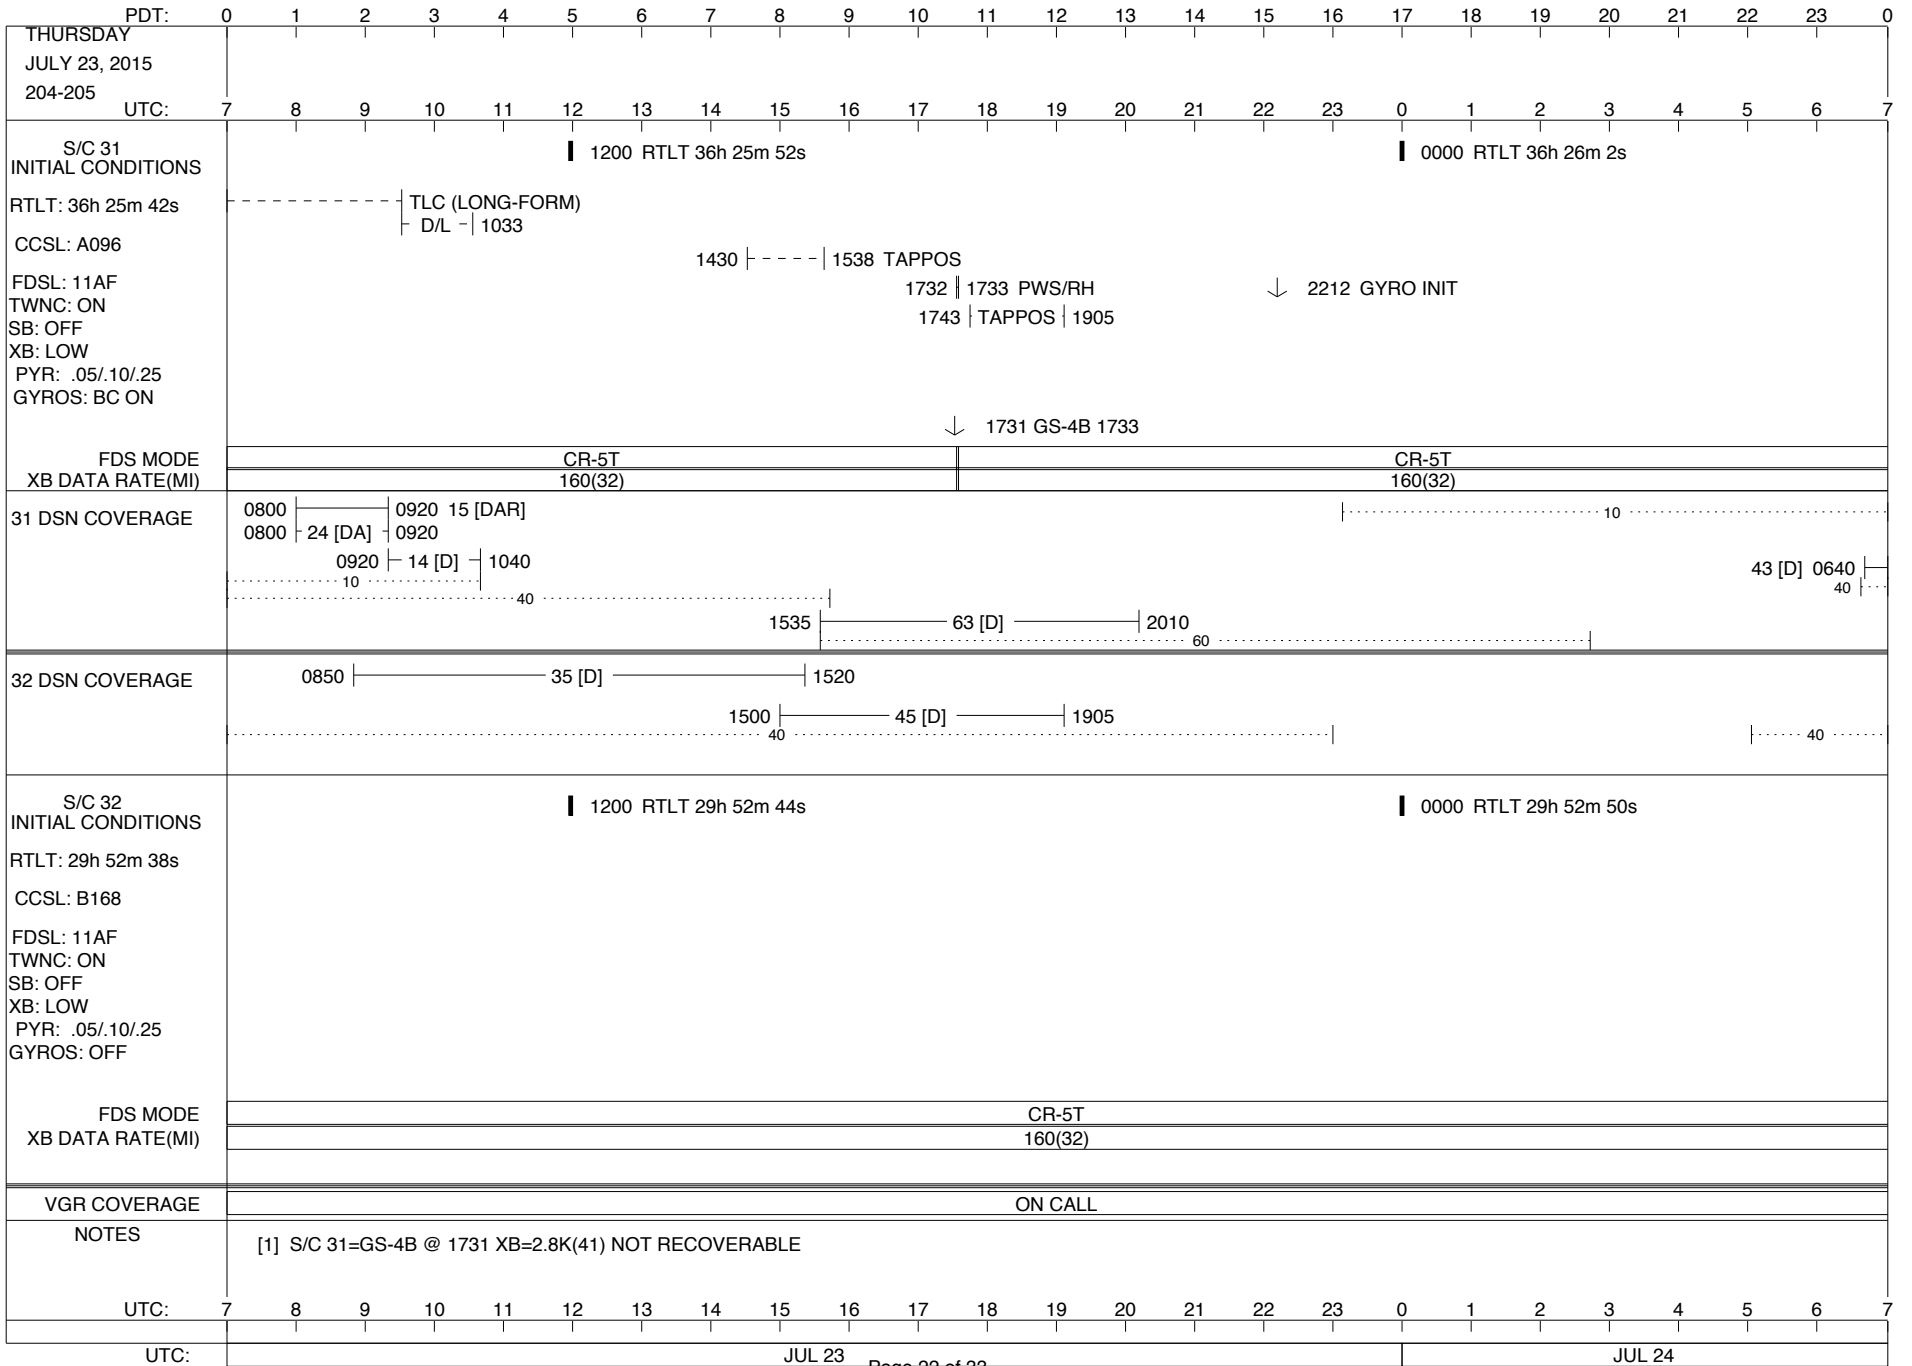 PDT: 0 1 2 3 4 5 6 7 8 9 10 11 12 13 14 15 16 17 18 19 20 21 22 23 0
THURSDAY
JULY 23, 2015
204-205
UTC: 7 8 9 10 11 12 13 14 15 16 17 18 19 20 21 22 23 0 1 2 3 4 5 6 7
S/C 31
INITIAL CONDITIONS
1200 RTLT 36h 25m 52s
0000 RTLT 36h 26m 2s
RTLT: 36h 25m 42s
TLC (LONG-FORM)
D/L 1033
CCSL: A096
1430 1538 TAPPOS
FDSL: 11AF
1732 1733 PWS/RH
2212 GYRO INIT
TWNC: ON
1743 TAPPOS 1905
SB: OFF
XB: LOW
PYR: .05/.10/.25
GYROS: BC ON
1731 GS-4B 1733
FDS MODE CR-5T CR-5T
XB DATA RATE(MI) 160(32) 160(32)
31 DSN COVERAGE
0800 0920 15 [DAR]
10
0800 24 [DA] 0920
0920 14 [D] 1040
43 [D] 0640
10
40
40
1535 63 [D] 2010
60
32 DSN COVERAGE
0850 35 [D] 1520
1500 45 [D] 1905
40
40
S/C 32
INITIAL CONDITIONS
1200 RTLT 29h 52m 44s
0000 RTLT 29h 52m 50s
RTLT: 29h 52m 38s
CCSL: B168
FDSL: 11AF
TWNC: ON
SB: OFF
XB: LOW
PYR: .05/.10/.25
GYROS: OFF
FDS MODE CR-5T
XB DATA RATE(MI) 160(32)
VGR COVERAGE ON CALL
NOTES
[1] S/C 31=GS-4B @ 1731 XB=2.8K(41) NOT RECOVERABLE
UTC: 7 8 9 10 11 12 13 14 15 16 17 18 19 20 21 22 23 0 1 2 3 4 5 6 7
UTC: JUL 23 JUL 24